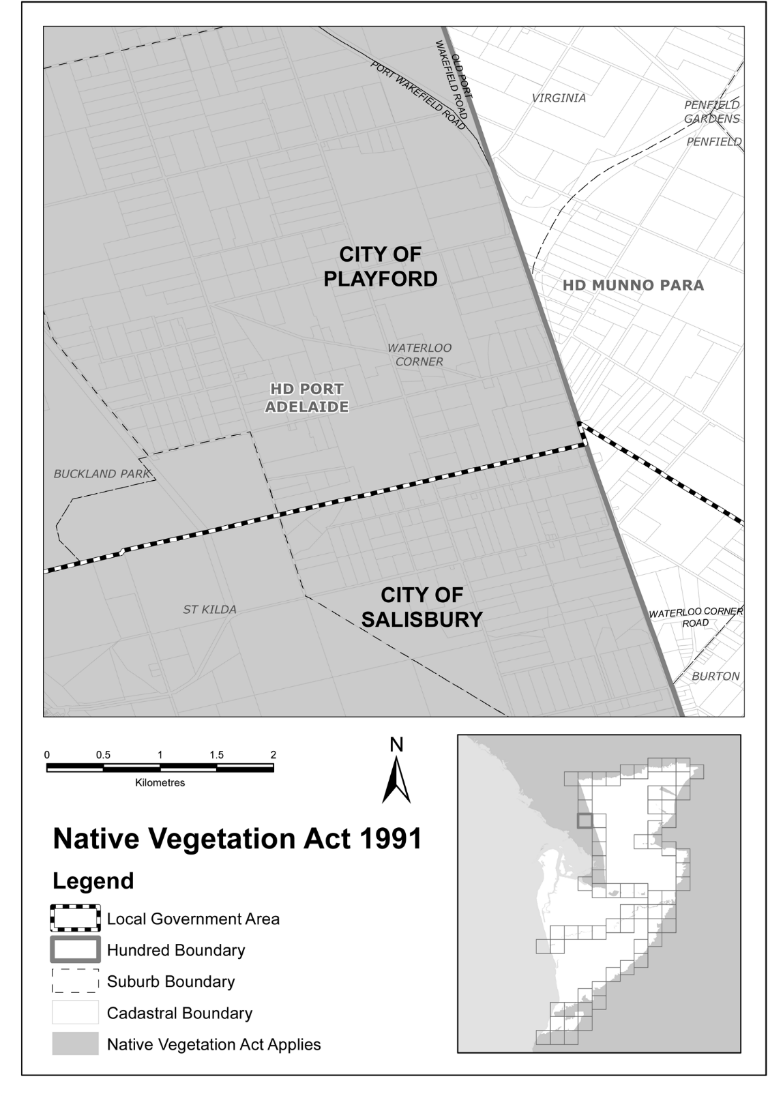 OLD PORT
WAKEFIELD ROAD
PORT WAKEFIELD ROAD
VIRGINIA
PENFIELD
GARDENS
PENFIELD
CITY OF
PLAYFORD
HD MUNNO PARA
WATERLOO
CORNER
HD PORT
ADELAIDE
BUCKLAND PARK
CITY OF
SALISBURY
ST KILDA
WATERLOO CORNER
ROAD
BURTON
0 0.5 1 1.5 2
Kilometres
N
Native Vegetation Act 1991
Legend
Local Government Area
Hundred Boundary
Suburb Boundary
Cadastral Boundary
Native Vegetation Act Applies